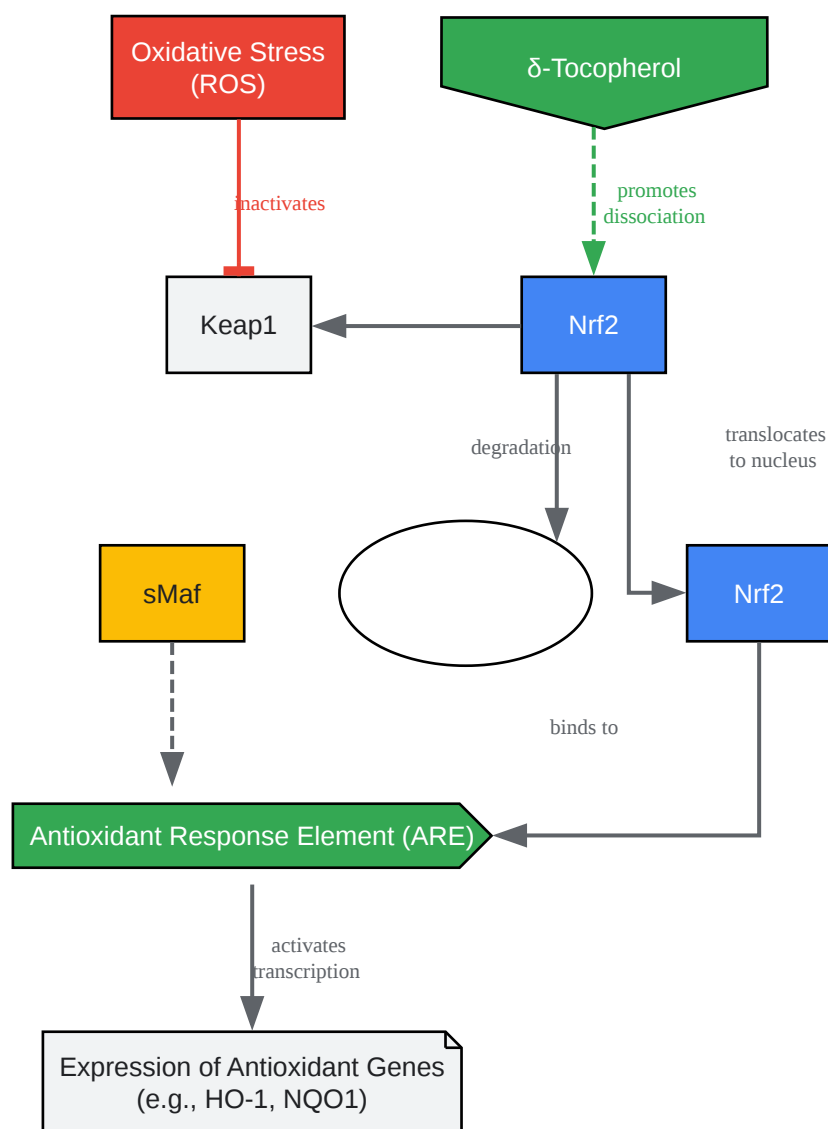 Oxidative Stress
(ROS)
δ-Tocopherol
inactivates
promotes
dissociation
Keap1
Nrf2
degradation
translocates
to nucleus
sMaf
Nrf2
binds to
Antioxidant Response Element (ARE)
activates
transcription
Expression of Antioxidant Genes
(e.g., HO-1, NQO1)